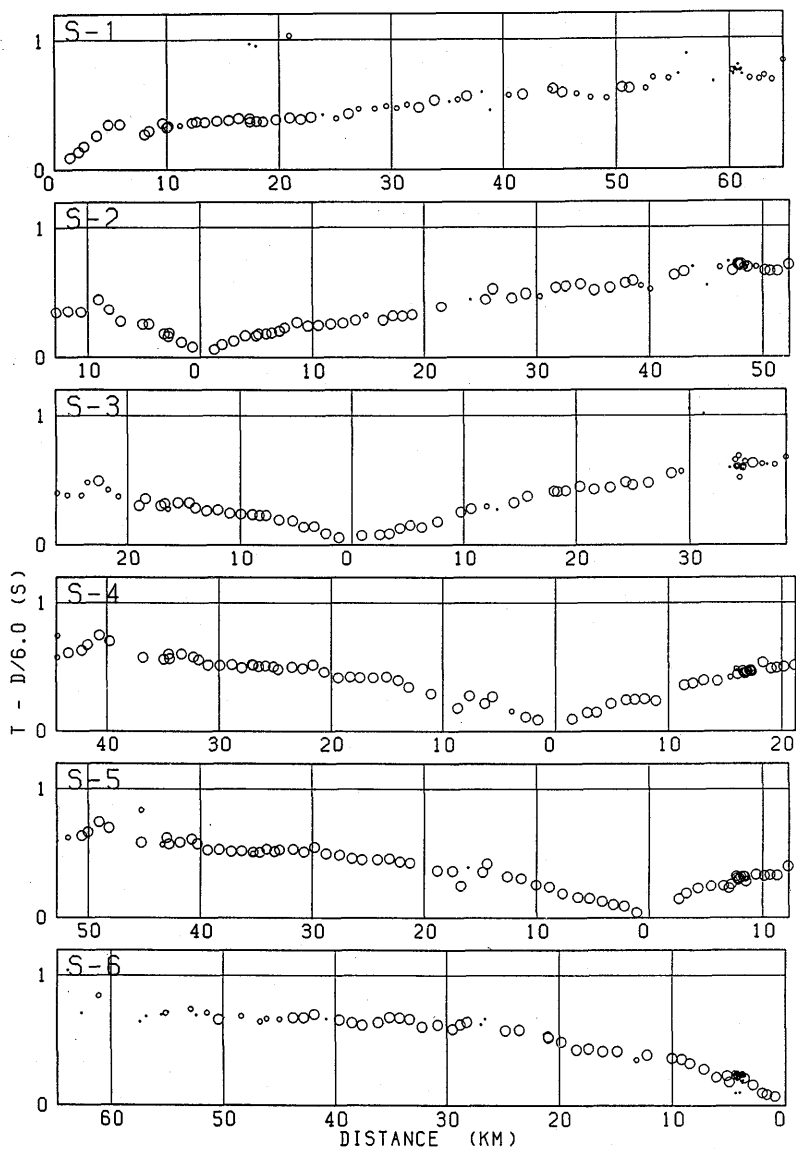 S-1
1
0
0 10 20 30 40 50 60
S-2
1
0
10 0 10 20 30 40 50
S-3
1
0
20 10 0 10 20 30
S-4
1
0
40 30 20 10 0 10 20
S-5
1
0
50 40 30 20 10 0 10
S-6
1
0
60 50 40 30 20 10 0
T - D/6.0 (S)
DISTANCE (KM)